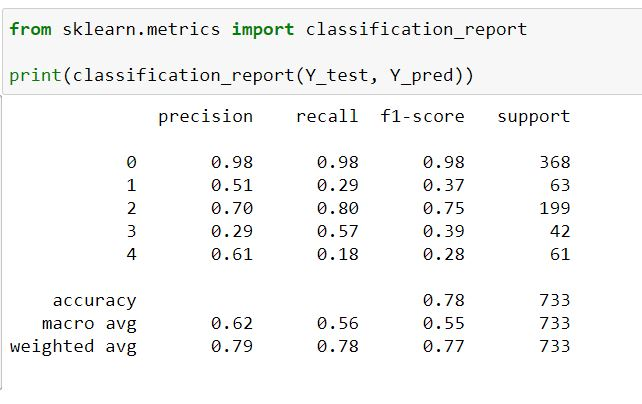 from sklearn.metrics import classification_report
print(classification_report(Y_test, Y_pred))
precision recall f1-score support
0 0.98 0.98 0.98 368
1 0.51 0.29 0.37 63
2 0.70 0.80 0.75 199
3 0.29 0.57 0.39 42
4 0.61 0.18 0.28 61
accuracy 0.78 733
macro avg 0.62 0.56 0.55 733
weighted avg 0.79 0.78 0.77 733